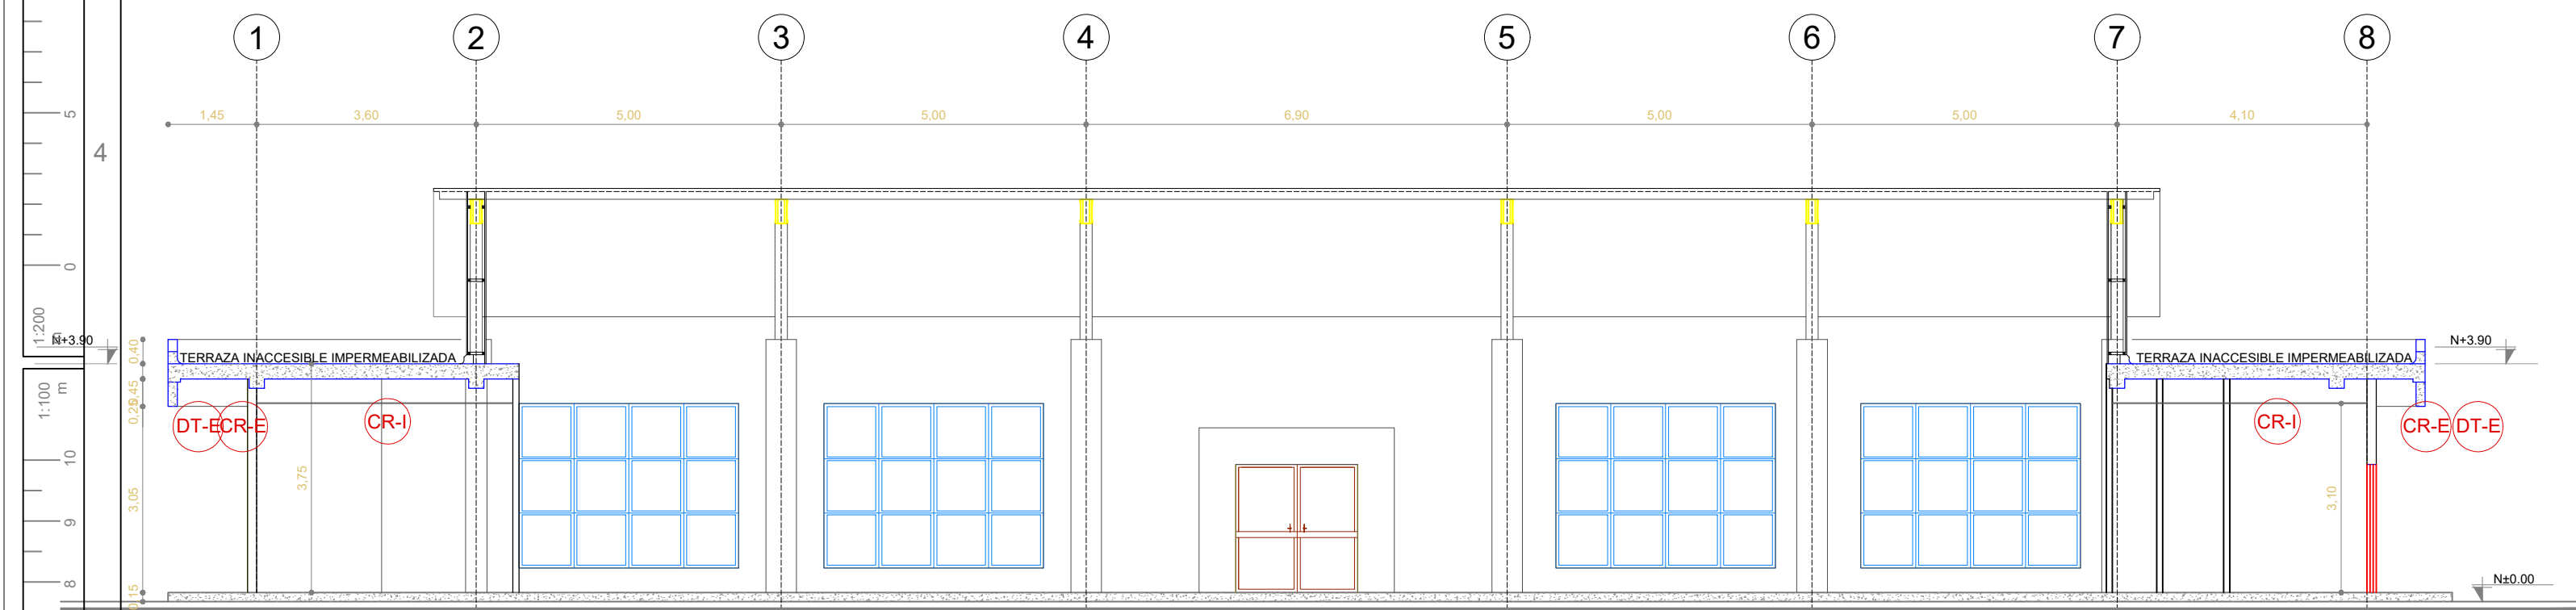 1 2 3 4 5 6 7 8
1,45 3,60 5,00 5,00 6,90 5,00 5,00 4,10
5
4
0
1:200
m
N+3.90
0,40
TERRAZA INACCESIBLE IMPERMEABILIZADA
TERRAZA INACCESIBLE IMPERMEABILIZADA
N+3.90
0,45
0,25
1:100
m
DT-E CR-E CR-I
CR-I CR-E DT-E
10
3,05
3,75
3,10
9
8
0,15
N±0.00